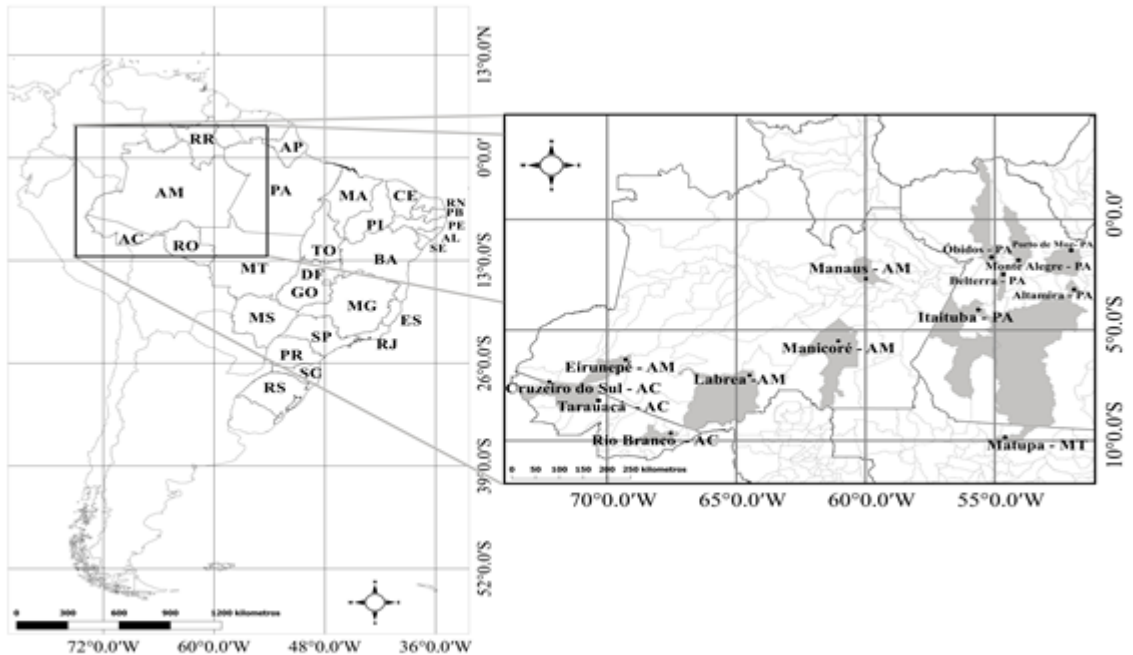 13°0.0'N
0°0.0'
13°0.0'S
26°0.0'S
39°0.0'S
52°0.0'S
RR
AP
AM
PA
MA
CE
RN
PB
PE
AL
SE
PI
AC
RO
TO
BA
MT
DF
GO
MG
MS
ES
SP
RJ
PR
SC
RS
0 300 600 900 1200 kilometros
72°0.0'W 60°0.0'W 48°0.0'W 36°0.0'W
Óbidos - PA
Porto de Moz- PA
Manaus - AM
Monte Alegre - PA
Belterra - PA
Altamira - PA
Itaituba - PA
Manicoré - AM
Eirunepé - AM
Labrea -AM
Cruzeiro do Sul - AC
Tarauacá - AC
Rio Branco - AC
Matupa - MT
0 50 100 200 250 kilometros
0°0.0'
5°0.0'S
10°0.0'S
70°0.0'W 65°0.0'W 60°0.0'W 55°0.0'W